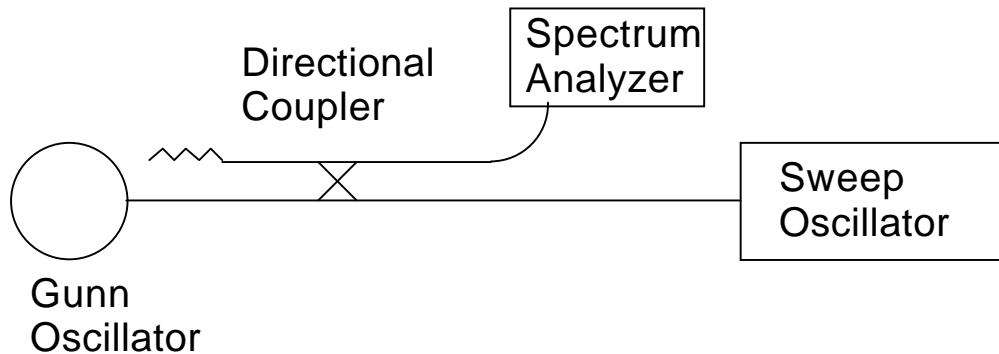 Spectrum
Analyzer
Directional
Coupler
Sweep
Oscillator
Gunn
Oscillator